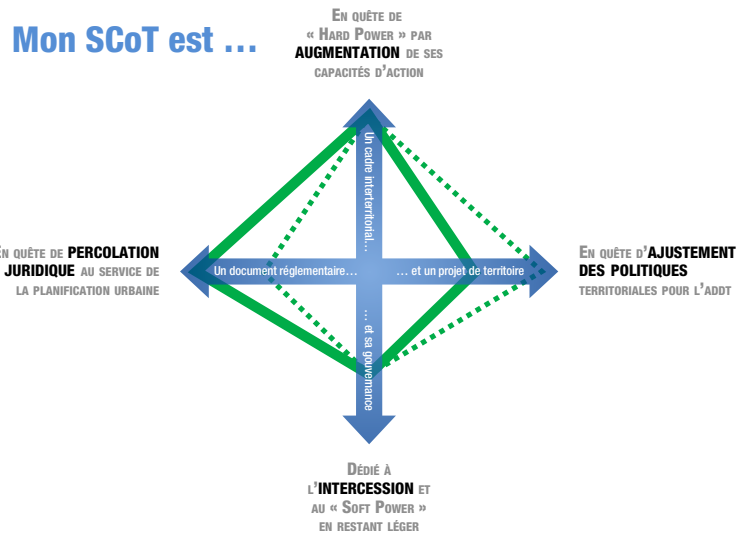 Mon SCoT est …
En quête de
« Hard Power » par
AUGMENTATION de ses
capacités d'action
Un cadre interterritorial…
En quête de PERCOLATION
JURIDIQUE au service de
la planification urbaine
Un document réglementaire…
… et un projet de territoire
En quête d'AJUSTEMENT
DES POLITIQUES
territoriales pour l'ADDT
… et sa gouvernance
Dédié à
l'INTERCESSION et
au « Soft Power »
en restant léger